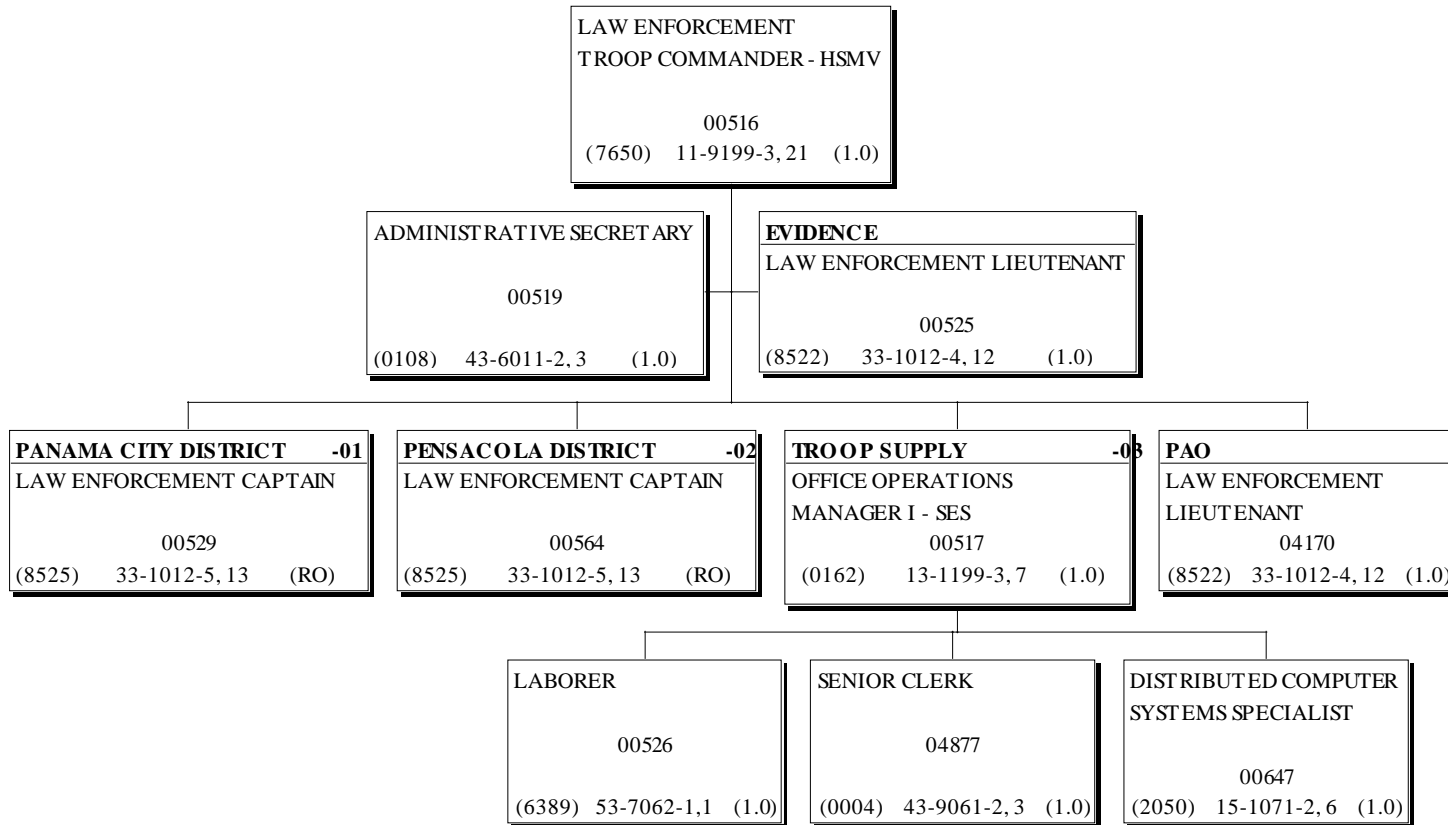 LAW ENFORCEMENT
TROOP COMMANDER - HSMV
00516
(7650) 11-9199-3, 21 (1.0)
ADMINISTRATIVE SECRETARY
00519
(0108) 43-6011-2, 3 (1.0)
EVIDENCE
LAW ENFORCEMENT LIEUTENANT
00525
(8522) 33-1012-4, 12 (1.0)
PANAMA CITY DISTRICT -01
LAW ENFORCEMENT CAPTAIN
00529
(8525) 33-1012-5, 13 (RO)
PENSACOLA DISTRICT -02
LAW ENFORCEMENT CAPTAIN
00564
(8525) 33-1012-5, 13 (RO)
TROOP SUPPLY -03
OFFICE OPERATIONS
MANAGER I - SES
00517
(0162) 13-1199-3, 7 (1.0)
PAO
LAW ENFORCEMENT
LIEUTENANT
04170
(8522) 33-1012-4, 12 (1.0)
LABORER
00526
(6389) 53-7062-1,1 (1.0)
SENIOR CLERK
04877
(0004) 43-9061-2, 3 (1.0)
DISTRIBUTED COMPUTER
SYSTEMS SPECIALIST
00647
(2050) 15-1071-2, 6 (1.0)